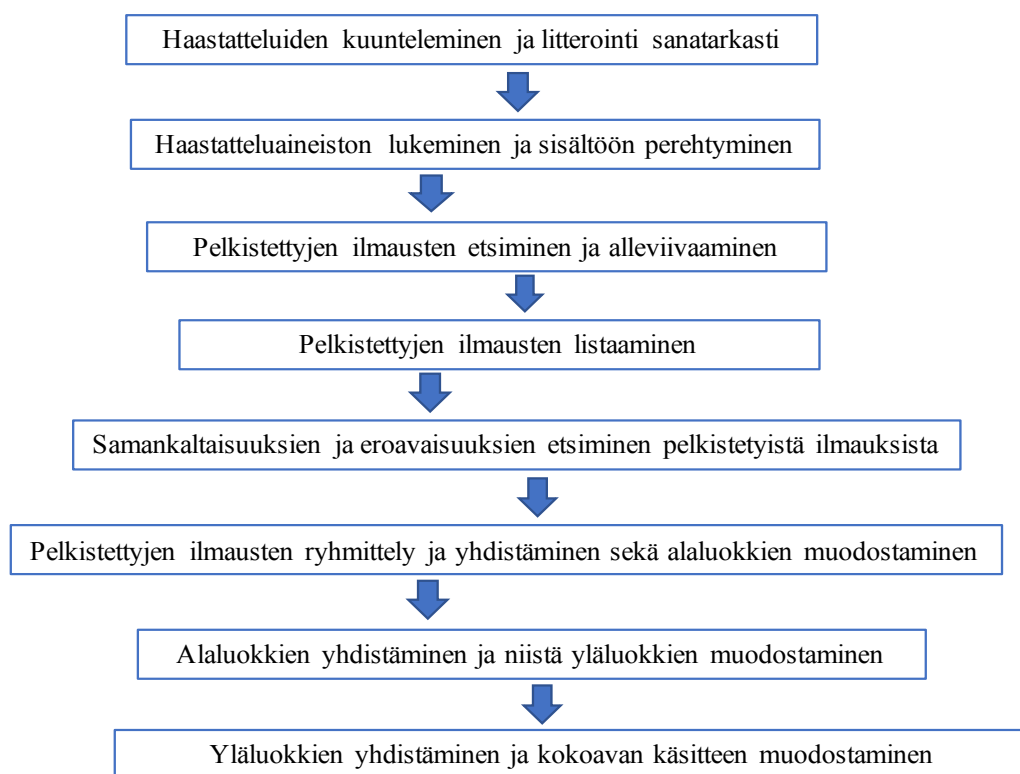 Haastatteluiden kuunteleminen ja litterointi sanatarkasti
Haastatteluaineiston lukeminen ja sisältöön perehtyminen
Pelkistettyjen ilmausten etsiminen ja alleviivaaminen
Pelkistettyjen ilmausten listaaminen
Samankaltaisuuksien ja eroavaisuuksien etsiminen pelkistetyistä ilmauksista
Pelkistettyjen ilmausten ryhmittely ja yhdistäminen sekä alaluokkien muodostaminen
Alaluokkien yhdistäminen ja niistä yläluokkien muodostaminen
Yläluokkien yhdistäminen ja kokoavan käsitteen muodostaminen